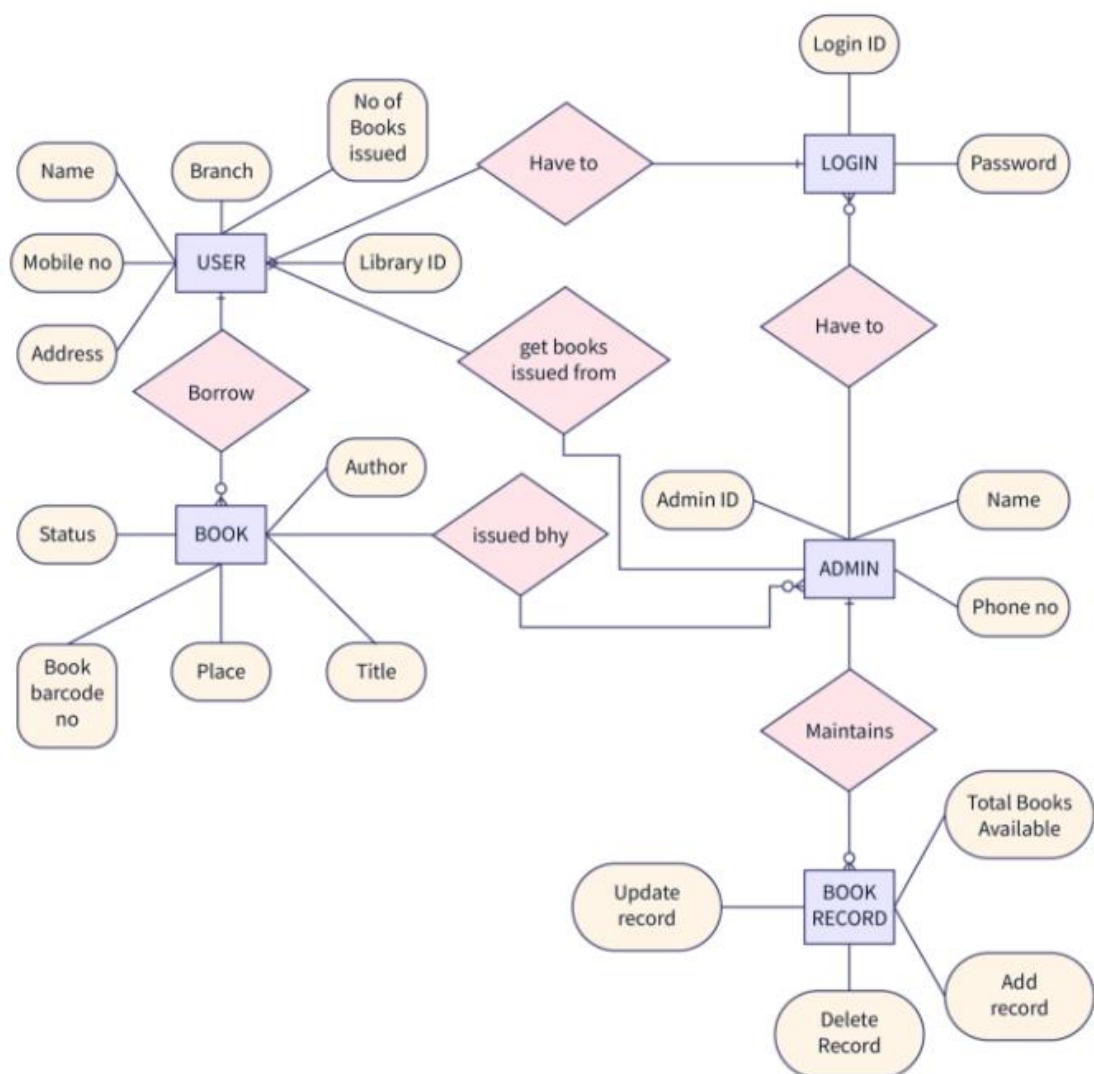 Login ID
No of
Books
issued
Name
Branch
Have to
LOGIN
Password
Mobile no
USER
Library ID
Address
Borrow
get books
issued from
Have to
Author
Admin ID
Name
Status
BOOK
issued bhy
ADMIN
Phone no
Book
barcode
no
Place
Title
Maintains
Total Books
Available
Update
record
BOOK
RECORD
Add
record
Delete
Record